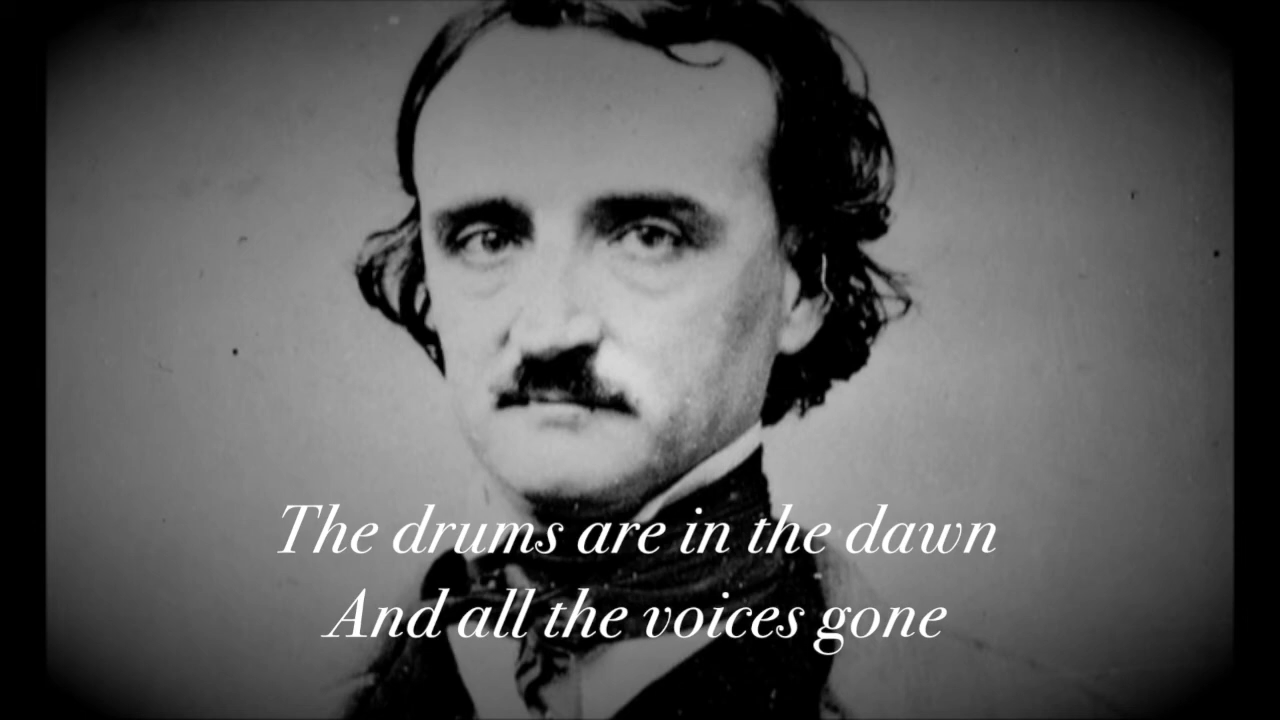 The drums are in the dawn
And all the voices gone